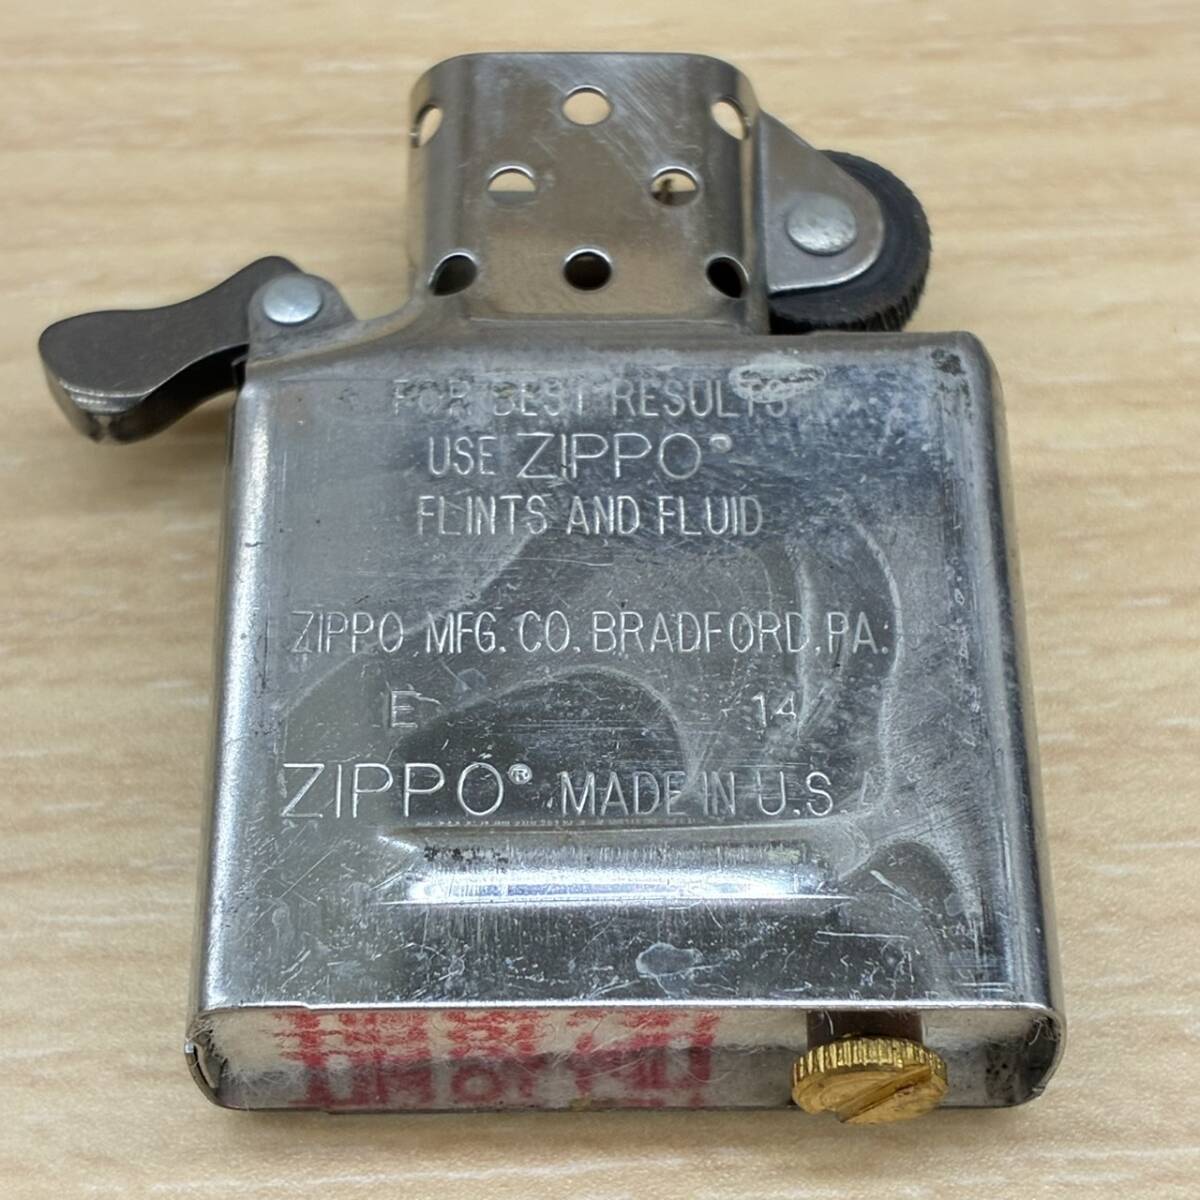 FOR BEST RESULTS
USE ZIPPO®
FLINTS AND FLUID
ZIPPO MFG. CO. BRADFORD, PA.
E 14
ZIPPO® MADE IN U.S.A.